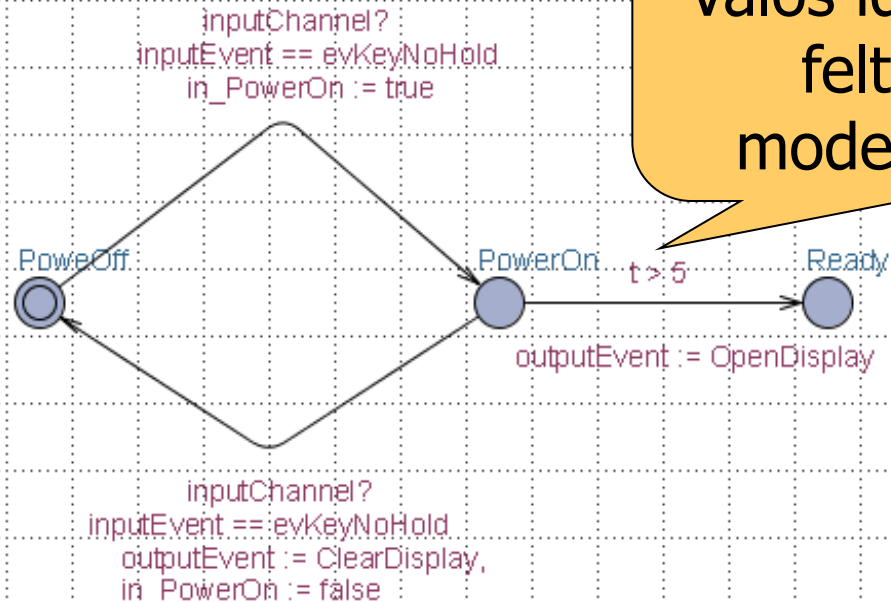 inputChannel?
inputEvent == evKeyNoHold
in_PowerOn := true
felt
mode
PoweOff
PowerOn
t > 5
Ready
outputEvent := OpenDisplay
inputChannel?
inputEvent == evKeyNoHold
outputEvent := ClearDisplay,
in_PowerOn := false